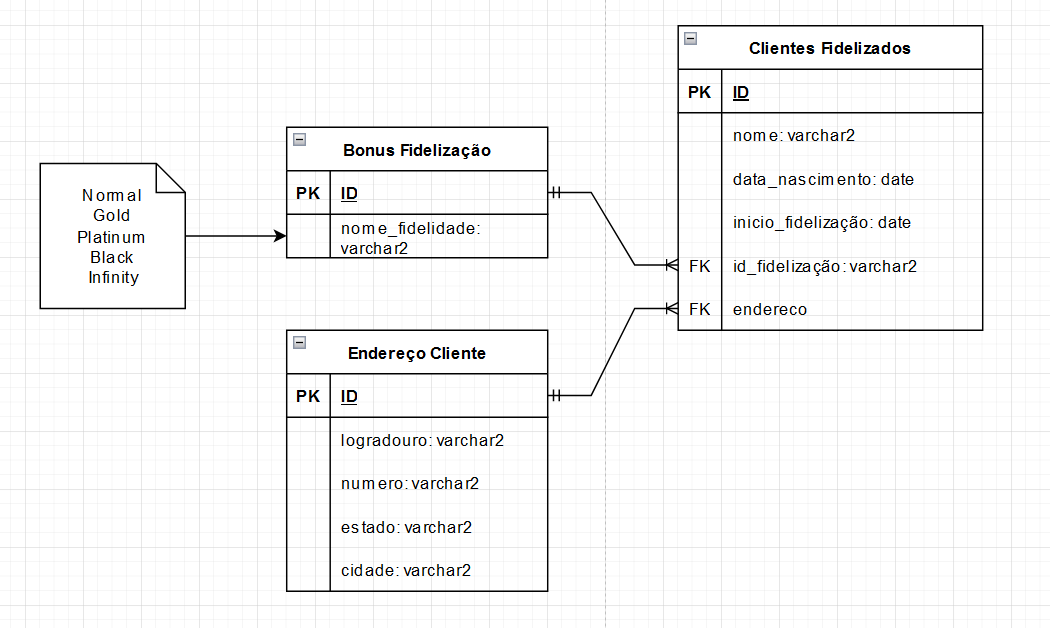 Normal
Gold
Platinum
Black
Infinity
Bonus Fidelização
PK ID
nome_fidelidade:
varchar2
Endereço Cliente
PK ID
logradouro: varchar2
numero: varchar2
estado: varchar2
cidade: varchar2
Clientes Fidelizados
PK ID
nome: varchar2
data_nascimento: date
inicio_fidelização: date
FK id_fidelização: varchar2
FK endereco